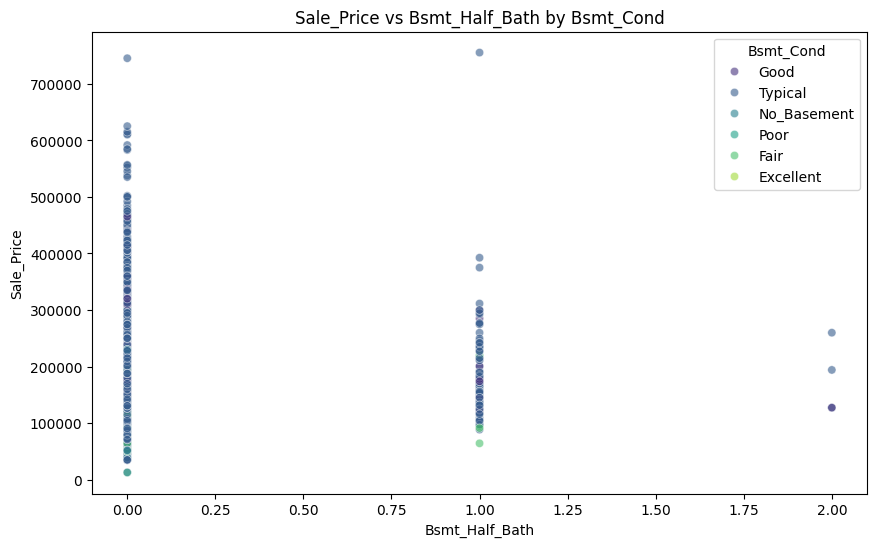 Sale_Price vs Bsmt_Half_Bath by Bsmt_Cond
Bsmt_Cond
Good
Typical
No_Basement
Poor
Fair
Excellent
Sale_Price
700000
600000
500000
400000
300000
200000
100000
0
0.00 0.25 0.50 0.75 1.00 1.25 1.50 1.75 2.00
Bsmt_Half_Bath